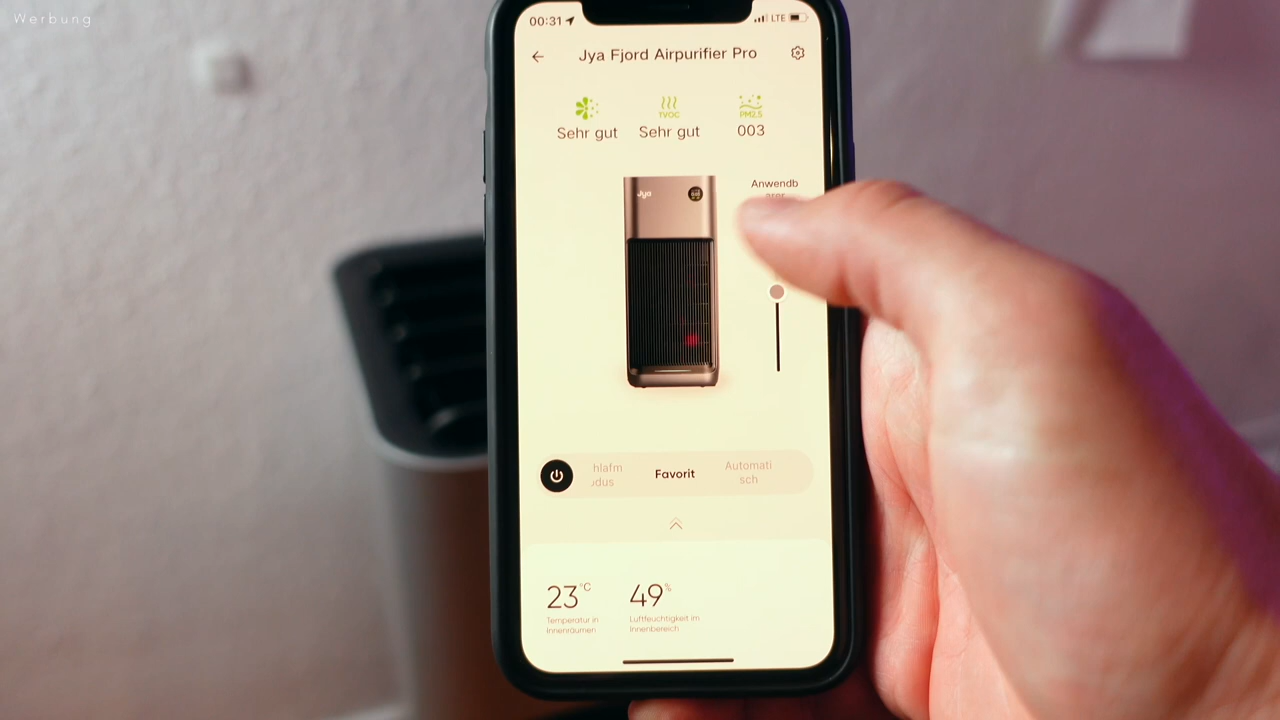 Werbung
00:31
LTE
Jya Fjord Airpurifier Pro
TVOC
PM2.5
Sehr gut
Sehr gut
003
Jya
Anwendb
hlafm
odus
Favorit
Automati
sch
23°C
49%
Temperatur in
Innenräumen
Luftfeuchtigkeit im
Innenbereich